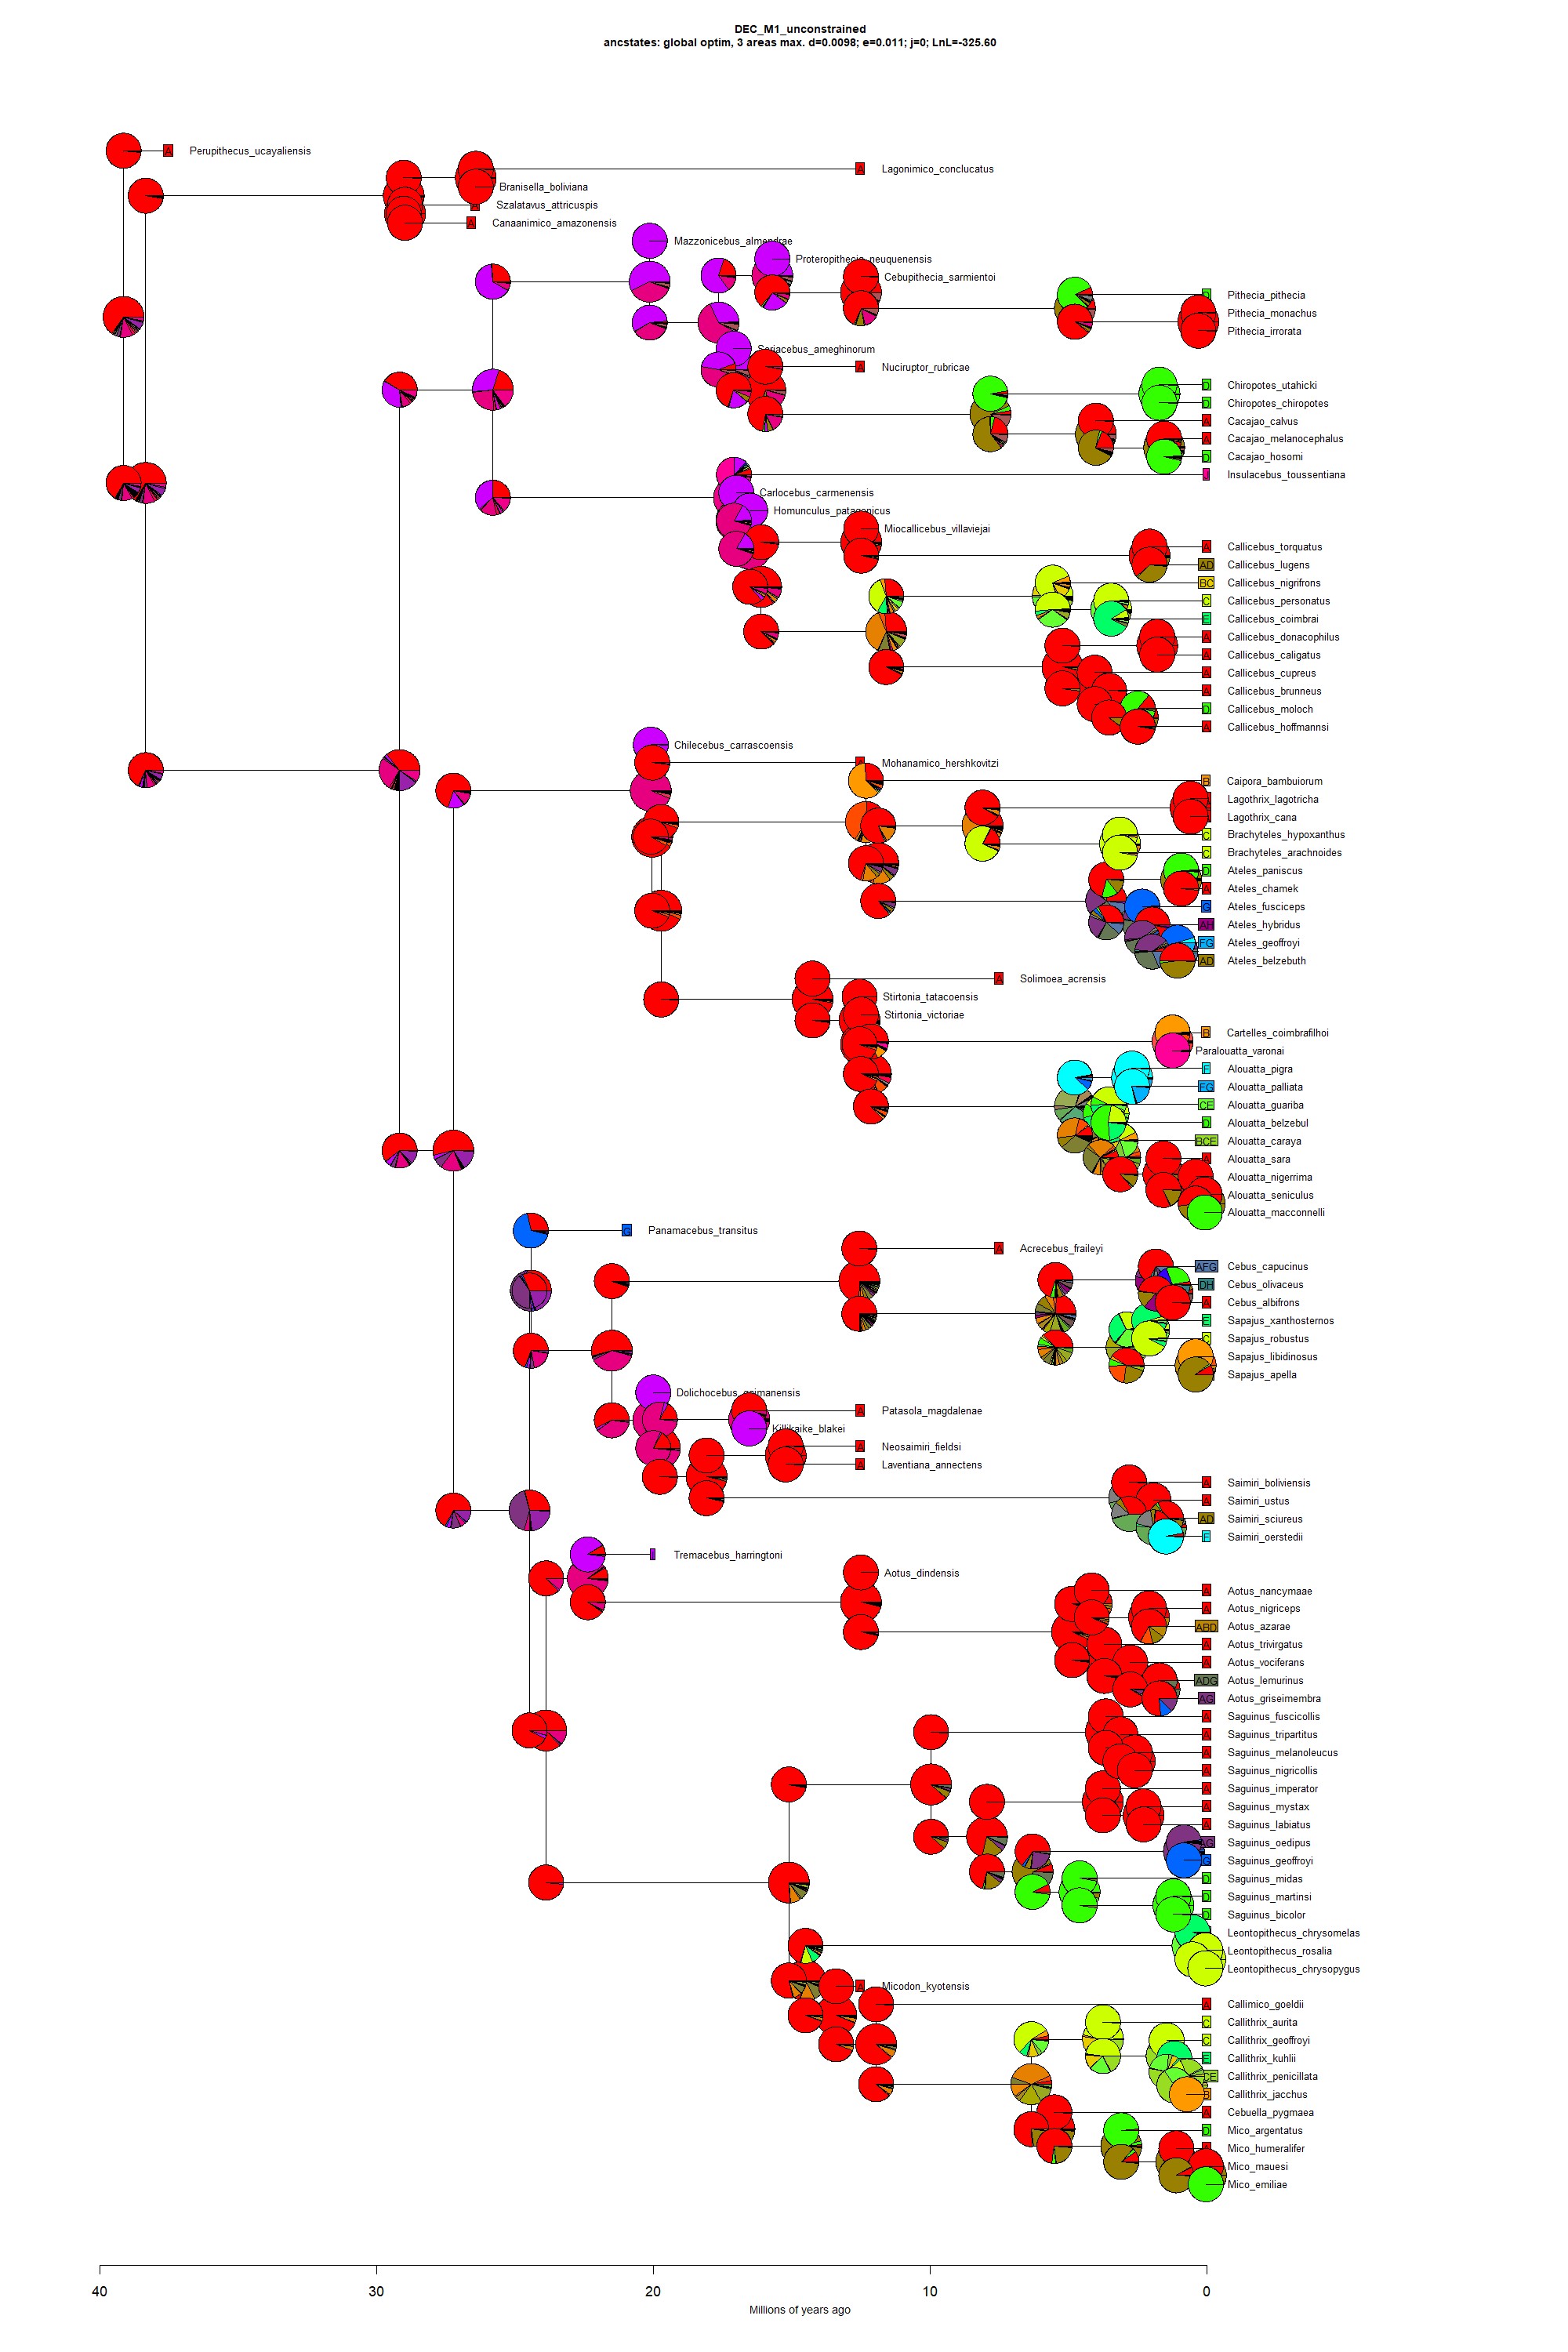 DEC_M1_unconstrained
ancstates: global optim, 3 areas max. d=0.0098; e=0.011; j=0; LnL=-325.60
A Perupithecus_ucayaliensis
A Lagonimico_conclucatus
Branisella_boliviana
Szalatavus_attricuspis
A Canaanimico_amazonensis
Mazzonicebus_almendrae
Proteropithecia_neuquenensis
Cebupithecia_sarmientoi
D Pithecia_pithecia
Pithecia_monachus
Pithecia_irrorata
Soriacebus_ameghinorum
A Nuciruptor_rubricae
D Chiropotes_utahicki
D Chiropotes_chiropotes
A Cacajao_calvus
A Cacajao_melanocephalus
D Cacajao_hosomi
Insulacebus_toussentiana
Carlocebus_carmenensis
Homunculus_patagonicus
Miocallicebus_villaviejai
A Callicebus_torquatus
AD Callicebus_lugens
BC Callicebus_nigrifrons
C Callicebus_personatus
E Callicebus_coimbrai
A Callicebus_donacophilus
A Callicebus_caligatus
A Callicebus_cupreus
A Callicebus_brunneus
D Callicebus_moloch
A Callicebus_hoffmannsi
Chilecebus_carrascoensis
A Mohanamico_hershkovitzi
B Caipora_bambuiorum
Lagothrix_lagotricha
Lagothrix_cana
C Brachyteles_hypoxanthus
C Brachyteles_arachnoides
D Ateles_paniscus
A Ateles_chamek
G Ateles_fusciceps
AH Ateles_hybridus
FG Ateles_geoffroyi
AD Ateles_belzebuth
A Solimoea_acrensis
Stirtonia_tatacoensis
Stirtonia_victoriae
B Cartelles_coimbrafilhoi
Paralouatta_varonai
F Alouatta_pigra
FG Alouatta_palliata
CE Alouatta_guariba
D Alouatta_belzebul
BCE Alouatta_caraya
A Alouatta_sara
Alouatta_nigerrima
Alouatta_seniculus
Alouatta_macconnelli
G Panamacebus_transitus
A Acrecebus_fraileyi
AFG Cebus_capucinus
DH Cebus_olivaceus
A Cebus_albifrons
E Sapajus_xanthosternos
C Sapajus_robustus
Sapajus_libidinosus
Sapajus_apella
Dolichocebus_gaimanensis
A Patasola_magdalenae
Killikaike_blakei
A Neosaimiri_fieldsi
A Laventiana_annectens
A Saimiri_boliviensis
A Saimiri_ustus
AD Saimiri_sciureus
F Saimiri_oerstedii
Tremacebus_harringtoni
Aotus_dindensis
A Aotus_nancymaae
A Aotus_nigriceps
ABD Aotus_azarae
A Aotus_trivirgatus
A Aotus_vociferans
ADG Aotus_lemurinus
AG Aotus_griseimembra
A Saguinus_fuscicollis
A Saguinus_tripartitus
A Saguinus_melanoleucus
A Saguinus_nigricollis
A Saguinus_imperator
A Saguinus_mystax
A Saguinus_labiatus
AG Saguinus_oedipus
G Saguinus_geoffroyi
D Saguinus_midas
D Saguinus_martinsi
D Saguinus_bicolor
Leontopithecus_chrysomelas
Leontopithecus_rosalia
Leontopithecus_chrysopygus
A Micodon_kyotensis
A Callimico_goeldii
C Callithrix_aurita
C Callithrix_geoffroyi
E Callithrix_kuhlii
CE Callithrix_penicillata
B Callithrix_jacchus
A Cebuella_pygmaea
D Mico_argentatus
A Mico_humeralifer
Mico_mauesi
Mico_emiliae
40 30 20 10 0
Millions of years ago